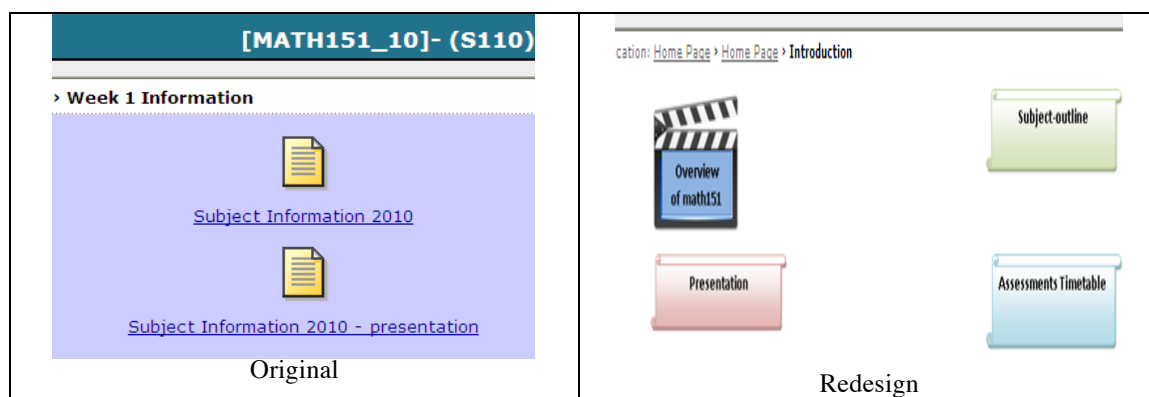 [MATH151_10]- (S110)
› Week 1 Information
Subject Information 2010
Subject Information 2010 - presentation
Original
cation: Home Page › Home Page › Introduction
Overview
of math151
Subject-outline
Presentation
Assessments Timetable
Redesign